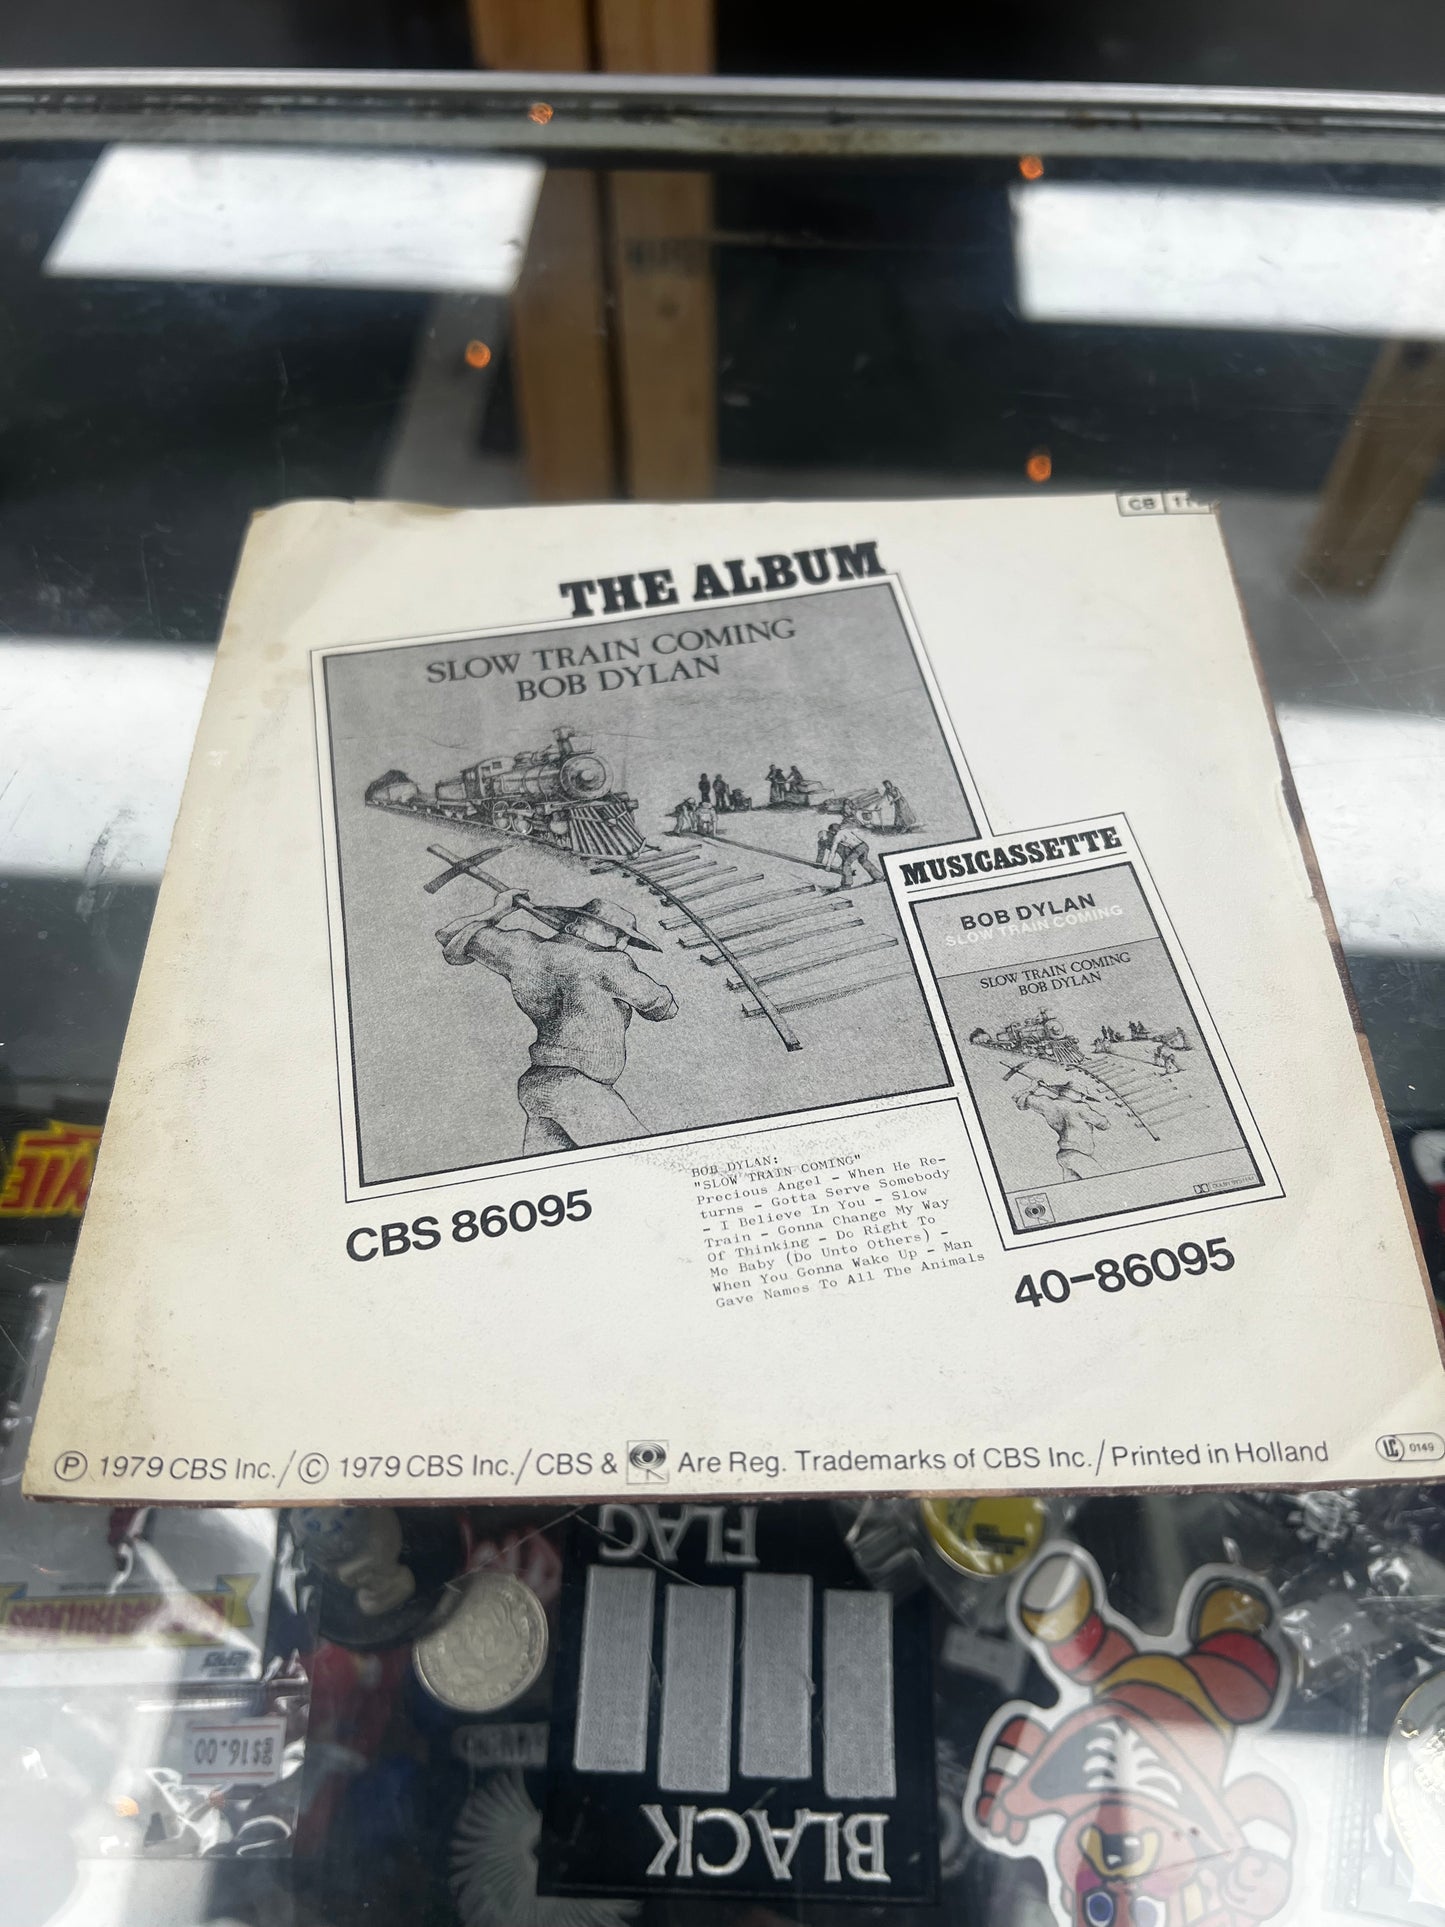 CB
THE ALBUM
SLOW TRAIN COMING
BOB DYLAN
MUSICASSETTE
BOB DYLAN
SLOW TRAIN COMING
SLOW TRAIN COMING
BOB DYLAN
CBS 86095
BOB DYLAN:
"SLOW TRAIN COMING"
Precious Angel - When He Re-
turns - Gotta Serve Somebody
- I Believe In You - Slow
Train - Gonna Change My Way
Of Thinking - Do Right To
Me Baby (Do Unto Others) -
When You Gonna Wake Up - Man
Gave Names To All The Animals
40-86095
Ⓟ 1979 CBS Inc./© 1979 CBS Inc./CBS & Are Reg. Trademarks of CBS Inc./Printed in Holland
LC 0149
FLAG
$16.00
BLACK